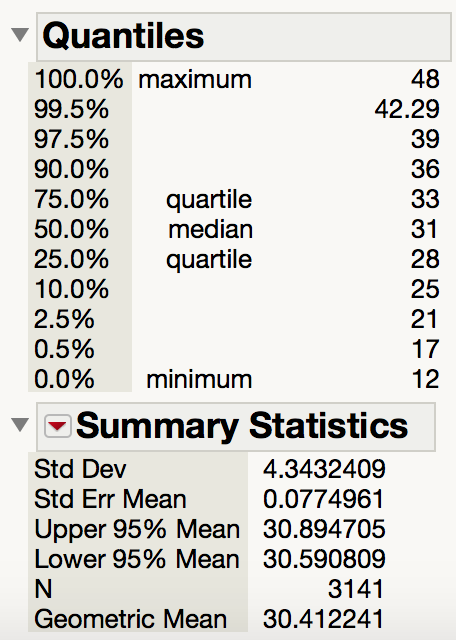 Quantiles
100.0% maximum 48
99.5% 42.29
97.5% 39
90.0% 36
75.0% quartile 33
50.0% median 31
25.0% quartile 28
10.0% 25
2.5% 21
0.5% 17
0.0% minimum 12
Summary Statistics
Std Dev 4.3432409
Std Err Mean 0.0774961
Upper 95% Mean 30.894705
Lower 95% Mean 30.590809
N 3141
Geometric Mean 30.412241